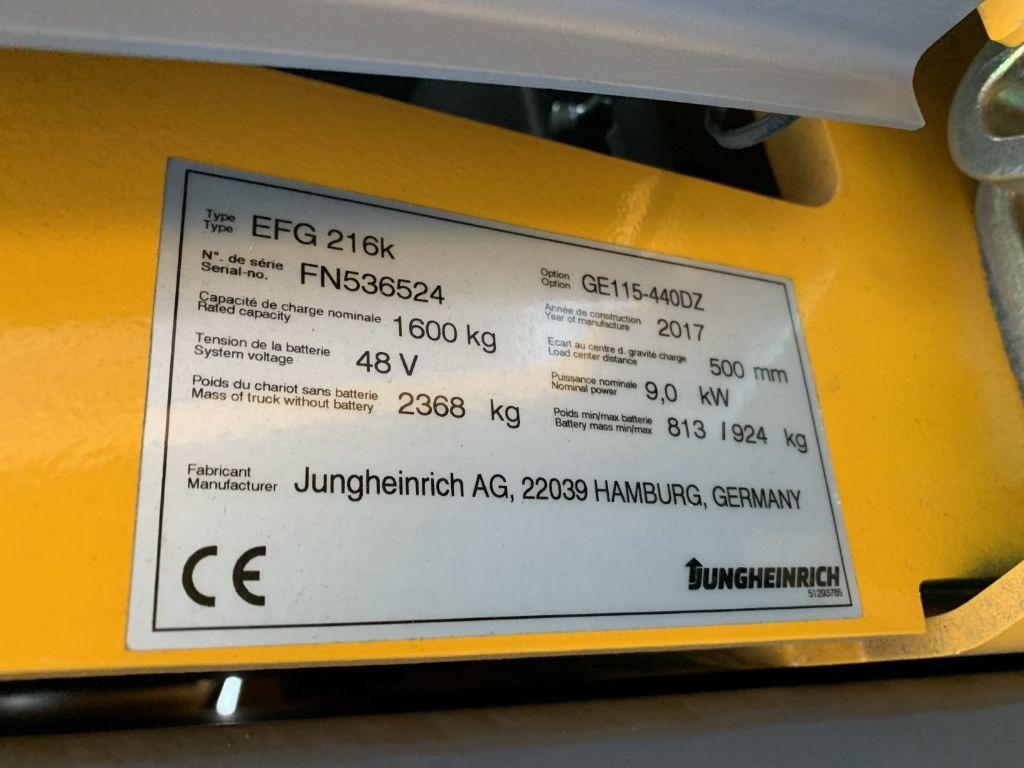 Type
Type EFG 216k
N°. de série
Serial-no. FN536524
Option
Option GE115-440DZ
Capacité de charge nominale
Rated capacity 1600 kg
Année de construction
Year of manufacture 2017
Tension de la batterie
System voltage 48 V
Ecart au centre d. gravité charge
Load center distance 500 mm
Poids du chariot sans batterie
Mass of truck without battery 2368 kg
Puissance nominale
Nominal power 9,0 kW
Poids min/max batterie
Battery mass min/max 813 / 924 kg
Fabricant
Manufacturer Jungheinrich AG, 22039 HAMBURG, GERMANY
CE
JUNGHEINRICH
51293785